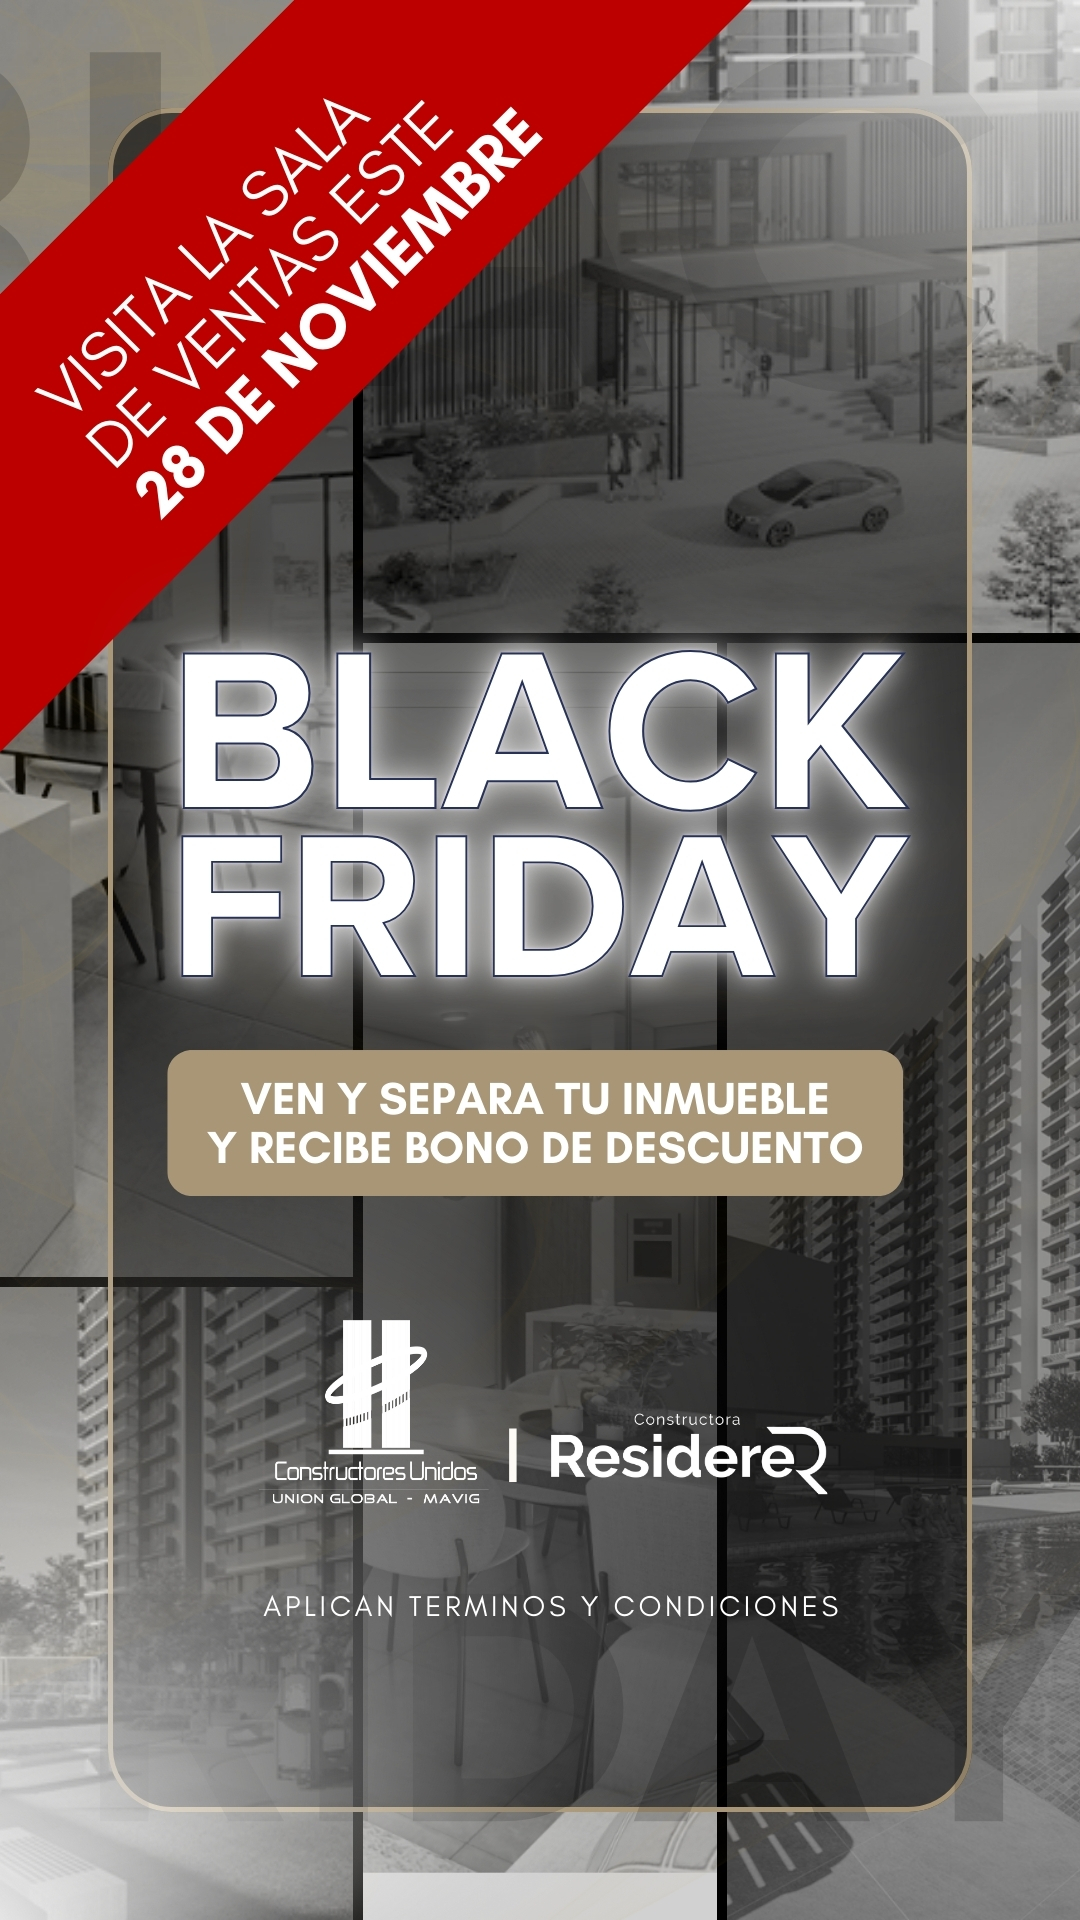 VISITA LA SALA
DE VENTAS ESTE
28 DE NOVIEMBRE
MAR
BLACK
FRIDAY
VEN Y SEPARA TU INMUEBLE
Y RECIBE BONO DE DESCUENTO
Constructores Unidos
UNION GLOBAL - MAVIG
Constructora
Residere
APLICAN TERMINOS Y CONDICIONES